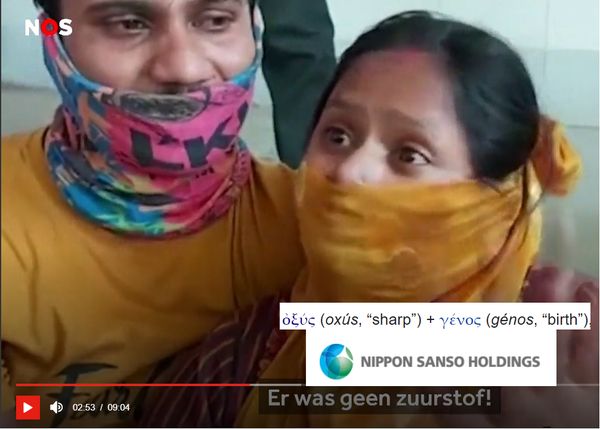 NOS
ὀξύς (oxús, “sharp”) + γένος (génos, “birth”),
NIPPON SANSO HOLDINGS
Er was geen zuurstof!
02:53 / 09:04